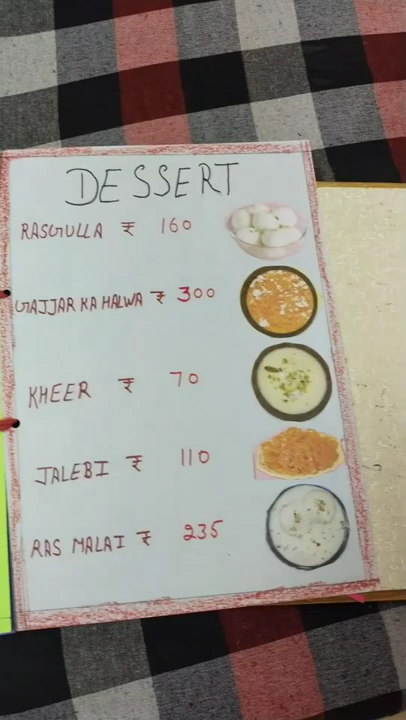 DESSERT
RASGULLA ₹ 160
GAJJAR KA HALWA ₹ 300
KHEER ₹ 70
JALEBI ₹ 110
RAS MALAI ₹ 235